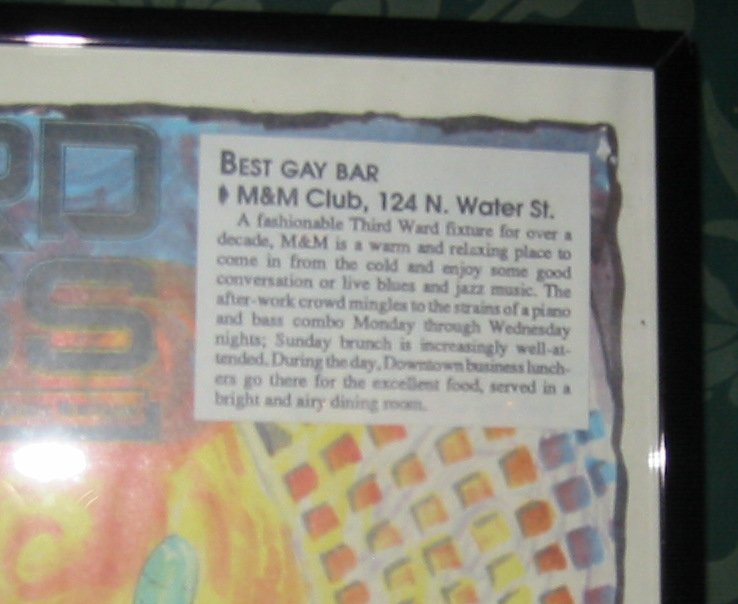 RD
SS
BEST GAY BAR
M&M Club, 124 N. Water St.
A fashionable Third Ward fixture for over a
decade, M&M is a warm and relaxing place to
come in from the cold and enjoy some good
conversation or live blues and jazz music. The
after-work crowd mingles to the strains of a piano
and bass combo Monday through Wednesday
nights; Sunday brunch is increasingly well-at-
tended. During the day, Downtown business lunch-
ers go there for the excellent food, served in a
bright and airy dining room.